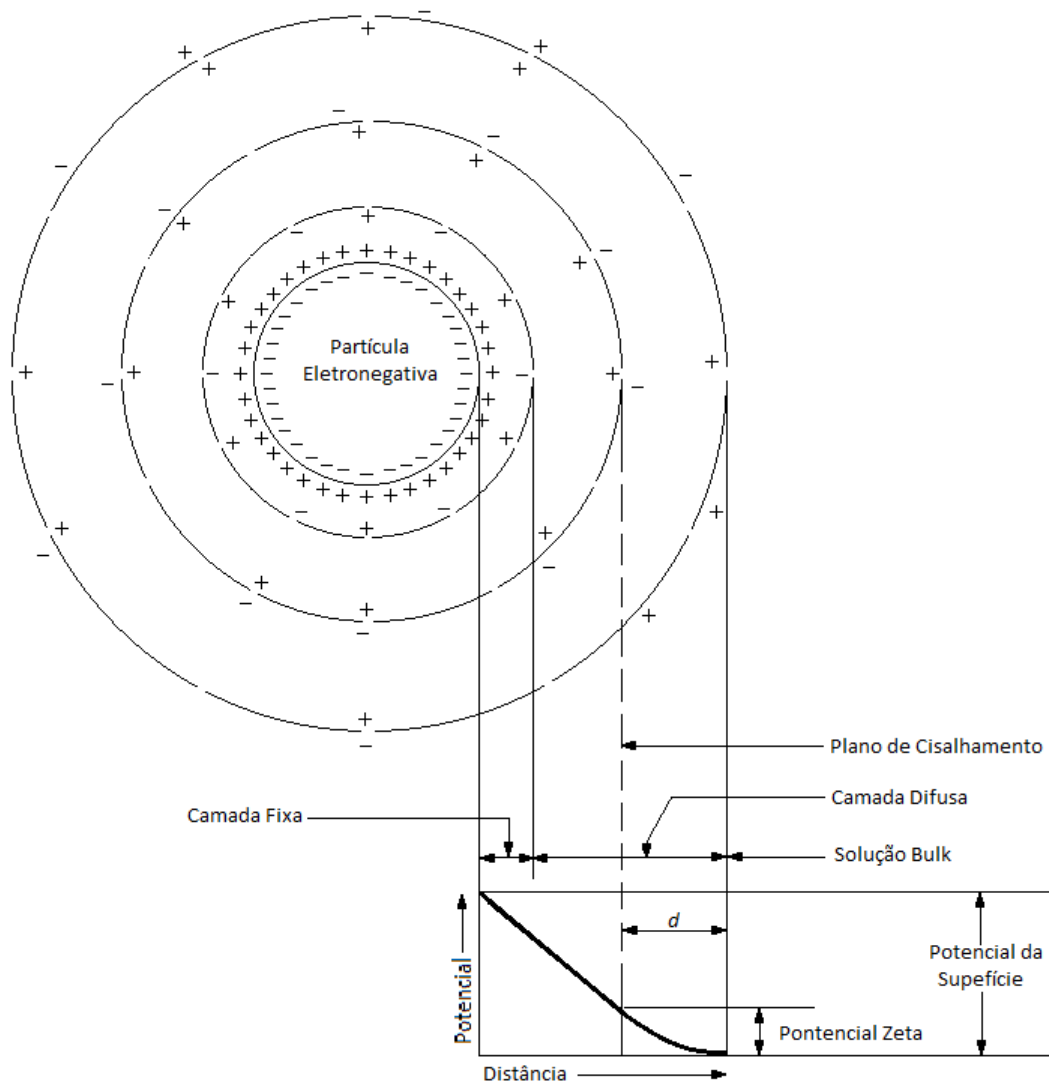 Partícula
Eletronegativa
Plano de Cisalhamento
Camada Difusa
Camada Fixa
Solução Bulk
d
Potencial
Potencial da
Supefície
Pontencial Zeta
Distância